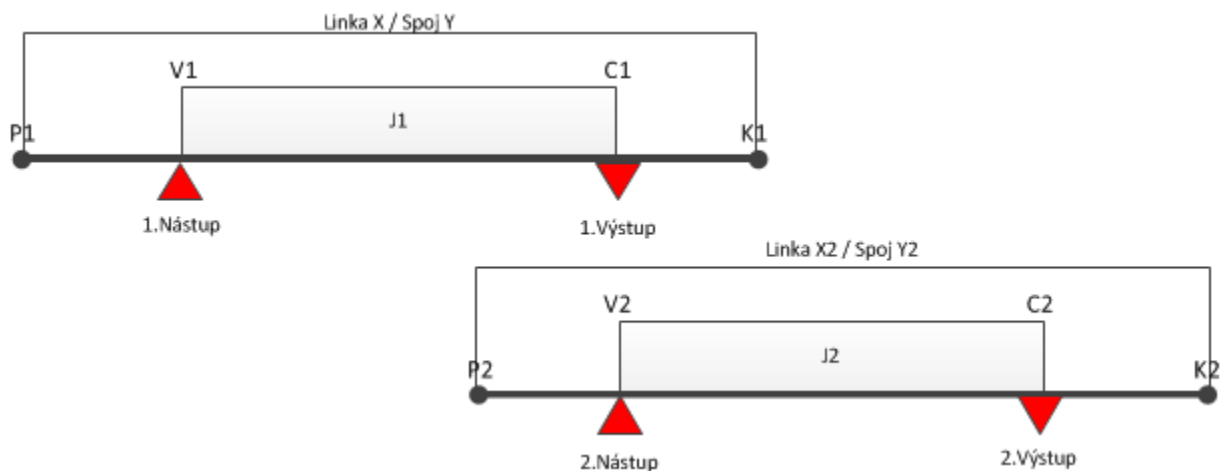 Linka X / Spoj Y
V1
C1
J1
P1
K1
1.Nástup
1.Výstup
Linka X2 / Spoj Y2
V2
C2
J2
P2
K2
2.Nástup
2.Výstup